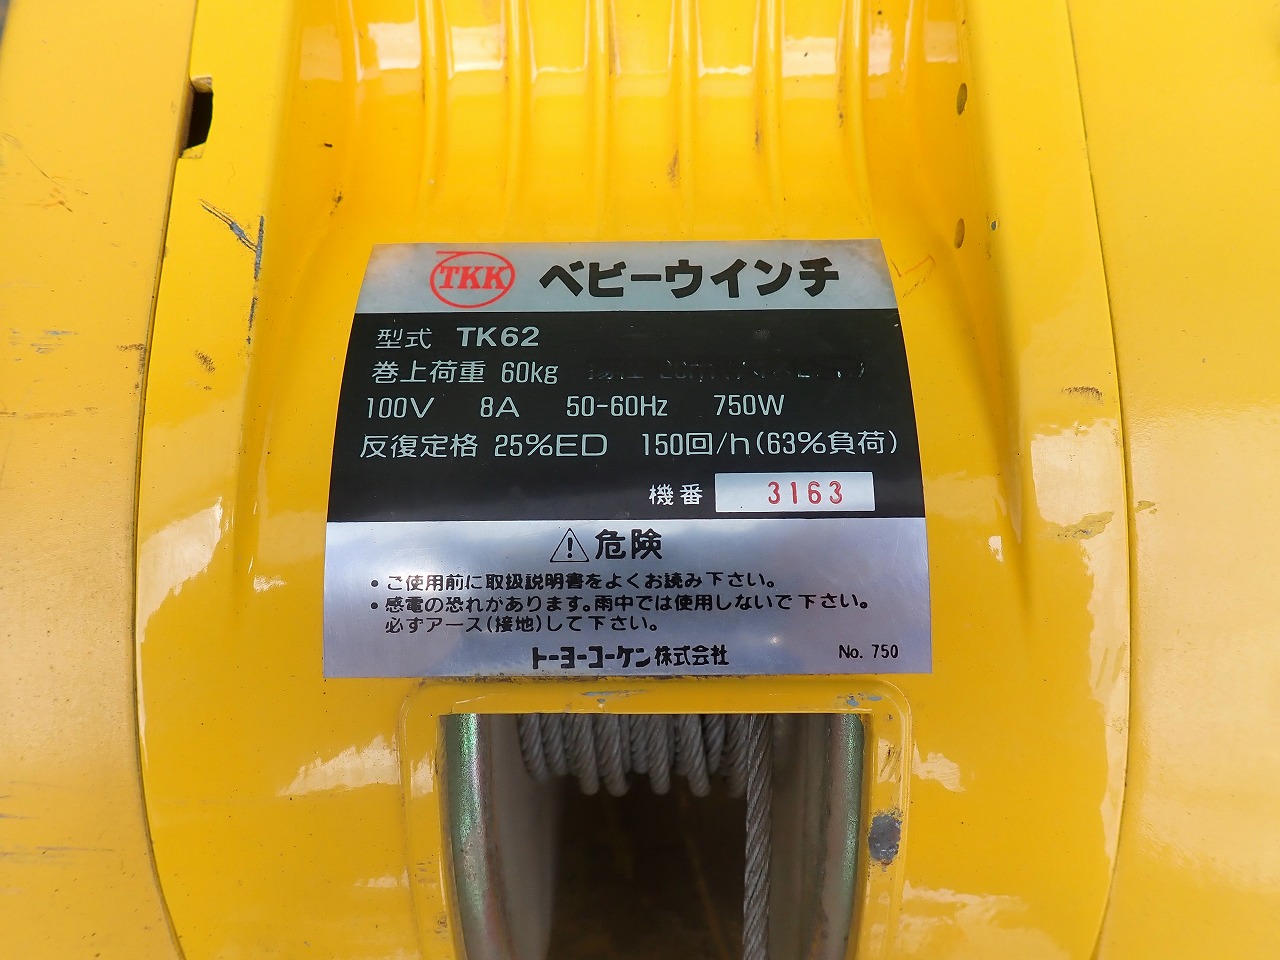 TKK ベビーウインチ
型式 TK62
巻上荷重 60kg
100V 8A 50-60Hz 750W
反復定格 25%ED 150回/h(63%負荷)
機番 3163
⚠危険
• ご使用前に取扱説明書をよくお読み下さい。
• 感電の恐れがあります。雨中では使用しないで下さい。
必ずアース(接地)して下さい。
トーヨーコーケン株式会社 No. 750